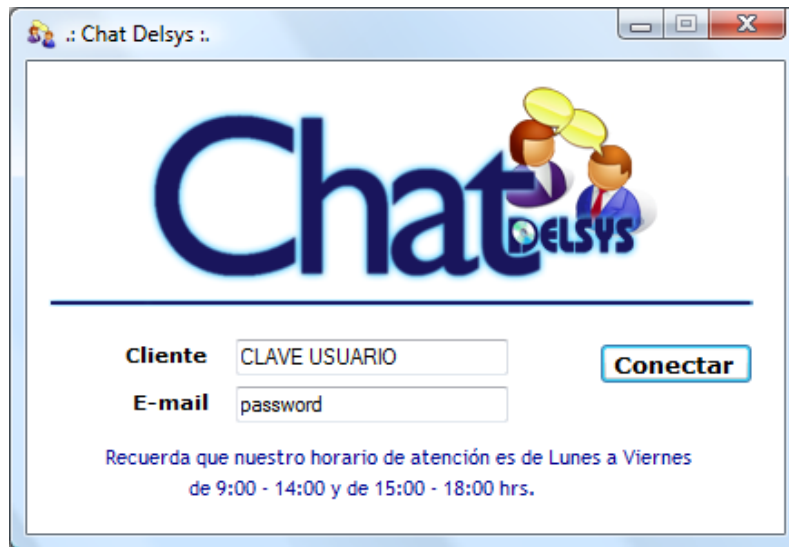 .: Chat Delsys :.
Chat
DELSYS
Cliente CLAVE USUARIO
Conectar
E-mail password
Recuerda que nuestro horario de atención es de Lunes a Viernes
de 9:00 - 14:00 y de 15:00 - 18:00 hrs.